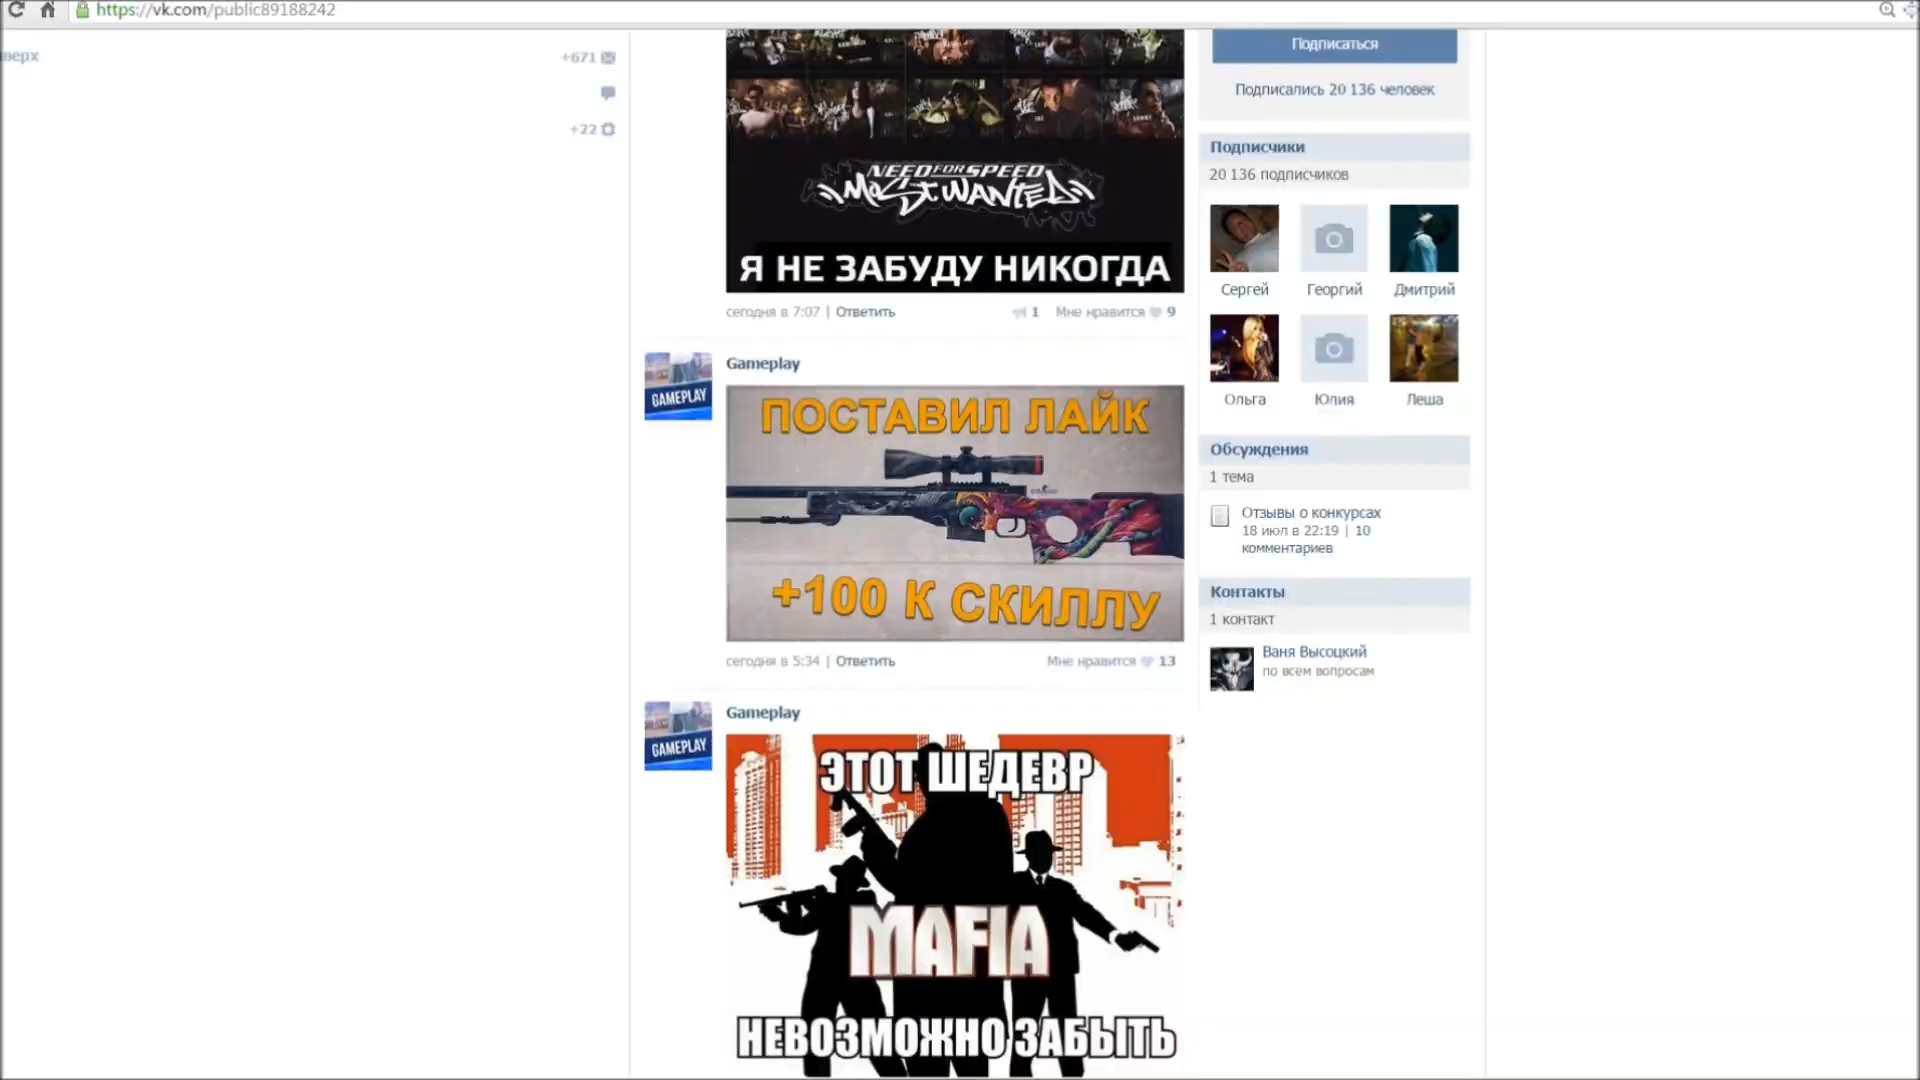 https://vk.com/public89188242
+671
+22
NEED FOR SPEED
MOST WANTED
Я НЕ ЗАБУДУ НИКОГДА
сегодня в 7:07 | Ответить
1 Мне нравится 9
Gameplay
GAMEPLAY
ПОСТАВИЛ ЛАЙК
+100 К СКИЛЛУ
сегодня в 5:34 | Ответить
Мне нравится 13
Gameplay
GAMEPLAY
ЭТОТ ШЕДЕВР
MAFIA
НЕВОЗМОЖНО ЗАБЫТЬ
Подписаться
Подписались 20 136 человек
Подписчики
20 136 подписчиков
Сергей Георгий Дмитрий
Ольга Юлия Леша
Обсуждения
1 тема
Отзывы о конкурсах
18 июл в 22:19 | 10
комментариев
Контакты
1 контакт
Ваня Высоцкий
по всем вопросам